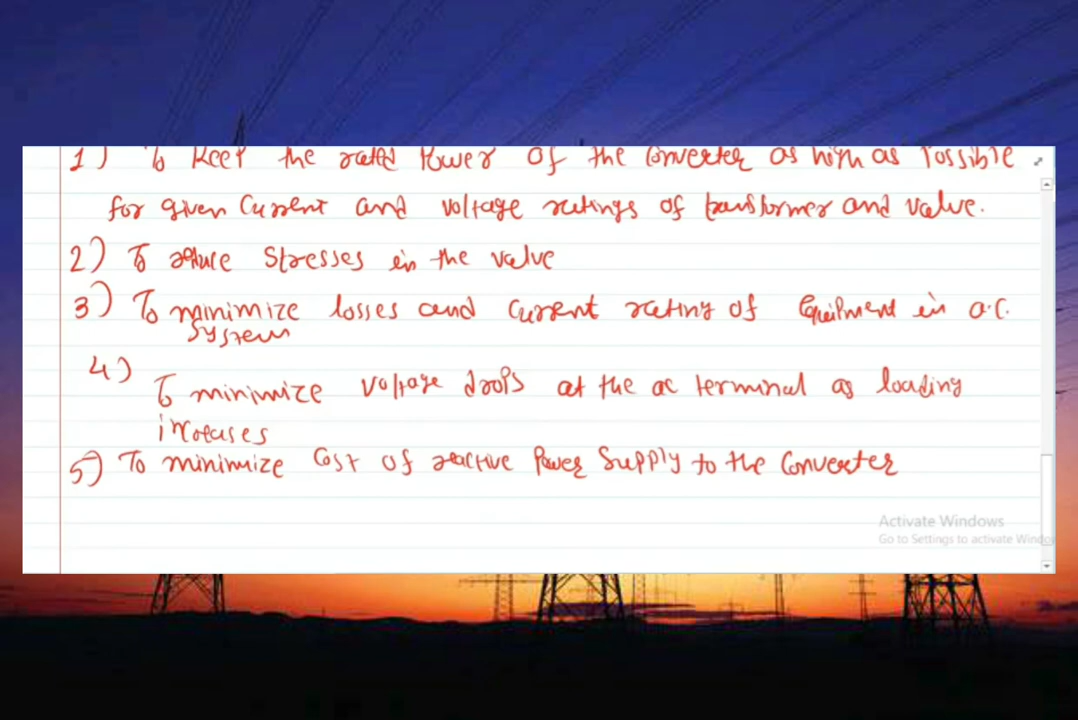 1) To keep the rated power of the converter as high as possible
for given current and voltage ratings of transformer and valve.
2) To reduce stresses in the valve
3) To minimize losses and current rating of equipment in a.c.
system
4)
To minimize voltage drops at the ac terminal as loading
increases
5) To minimize cost of reactive power supply to the converter
Activate Windows
Go to Settings to activate Windo